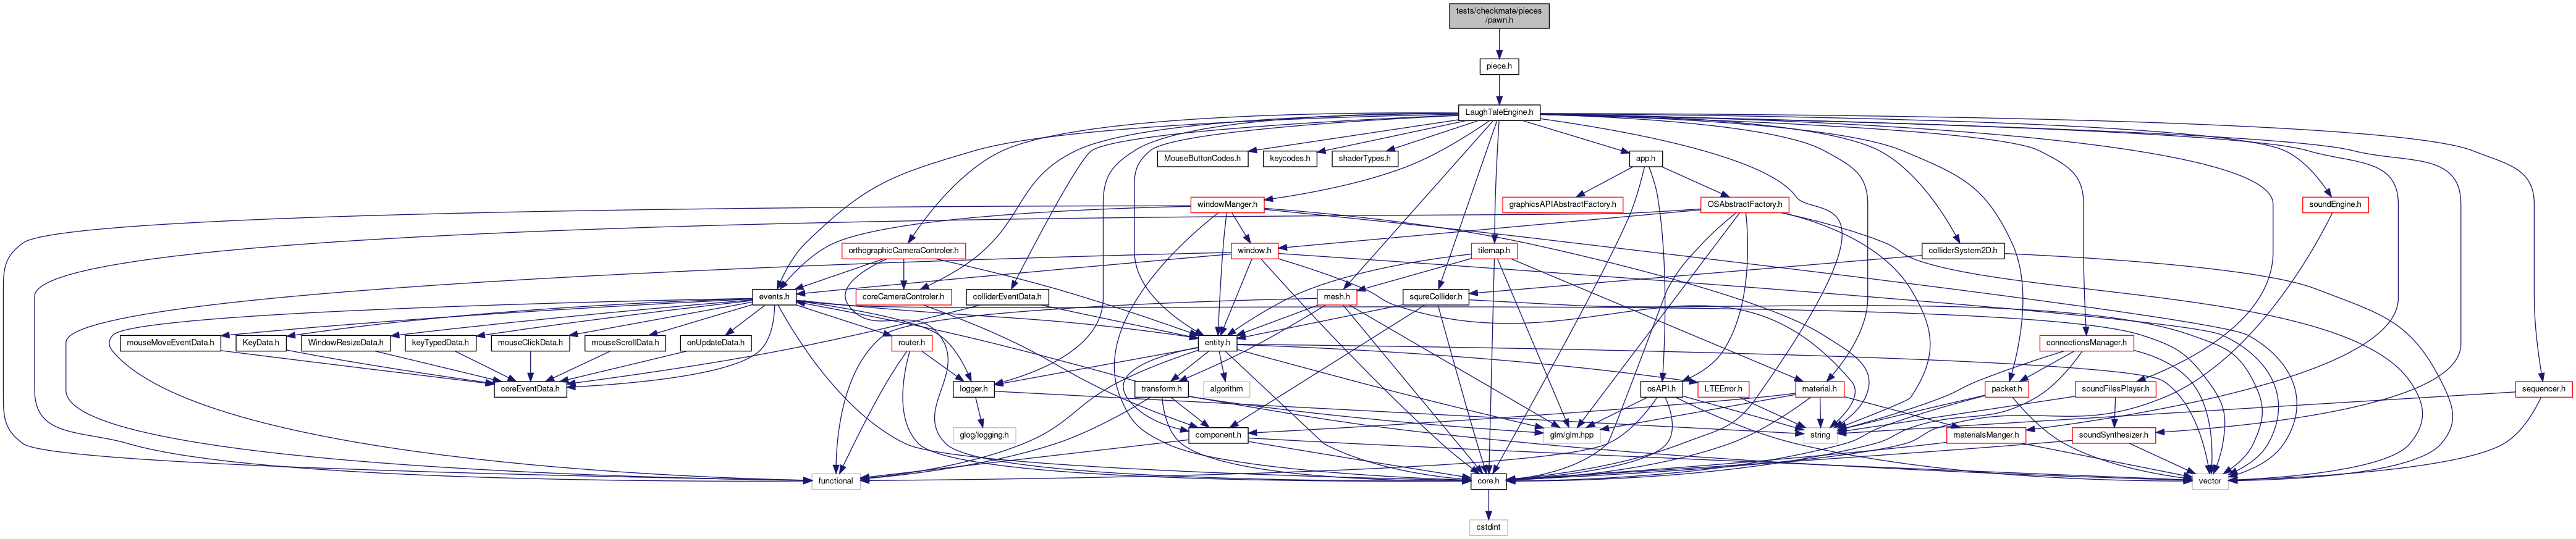 tests/checkmate/pieces
/pawn.h
piece.h
LaughTaleEngine.h
MouseButtonCodes.h
keycodes.h
shaderTypes.h
app.h
windowManger.h
graphicsAPIAbstractFactory.h
OSAbstractFactory.h
soundEngine.h
orthographicCameraControler.h
window.h
tilemap.h
colliderSystem2D.h
coreCameraControler.h
events.h
colliderEventData.h
mesh.h
squreCollider.h
mouseMoveEventData.h
KeyData.h
WindowResizeData.h
keyTypedData.h
mouseClickData.h
mouseScrollData.h
onUpdateData.h
router.h
entity.h
connectionsManager.h
coreEventData.h
logger.h
transform.h
algorithm
LTEError.h
osAPI.h
material.h
packet.h
soundFilesPlayer.h
sequencer.h
glog/logging.h
component.h
glm/glm.hpp
string
materialsManger.h
soundSynthesizer.h
functional
core.h
vector
cstdint